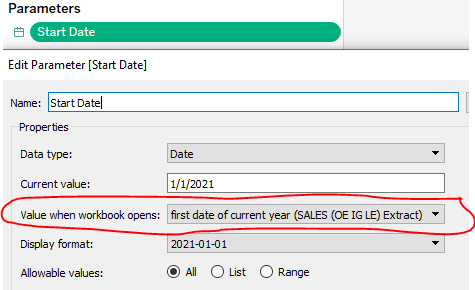 Parameters
Start Date
Edit Parameter [Start Date]
Name: Start Date
Properties
Data type: Date
Current value: 1/1/2021
Value when workbook opens: first date of current year (SALES (OE IG LE) Extract)
Display format: 2021-01-01
Allowable values: All List Range